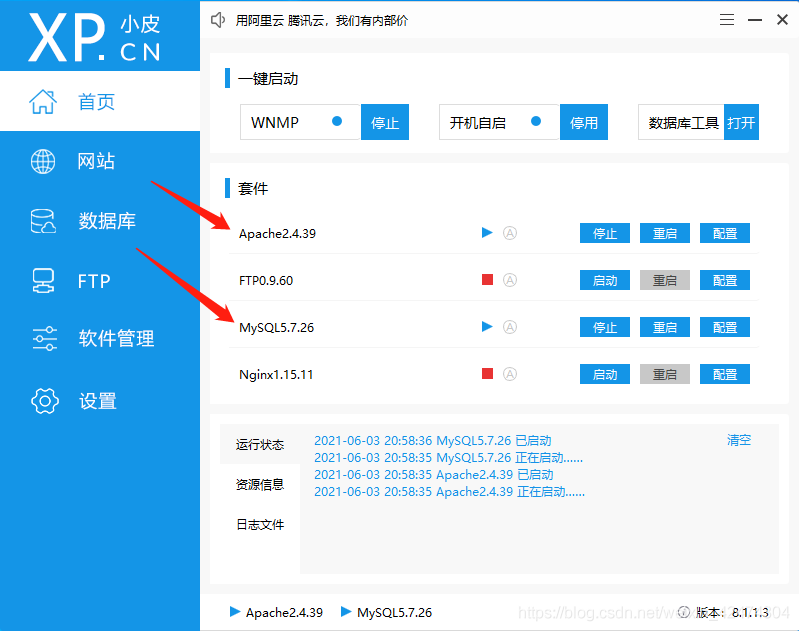 XP. 小皮 CN
用阿里云 腾讯云，我们有内部价
首页
网站
数据库
FTP
软件管理
设置
一键启动
WNMP 停止 开机自启 停用 数据库工具 打开
套件
Apache2.4.39 停止 重启 配置
FTP0.9.60 启动 重启 配置
MySQL5.7.26 停止 重启 配置
Nginx1.15.11 启动 重启 配置
运行状态
资源信息
日志文件
2021-06-03 20:58:36 MySQL5.7.26 已启动 清空
2021-06-03 20:58:35 MySQL5.7.26 正在启动......
2021-06-03 20:58:35 Apache2.4.39 已启动
2021-06-03 20:58:35 Apache2.4.39 正在启动......
Apache2.4.39 MySQL5.7.26 版本： 8.1.1.3